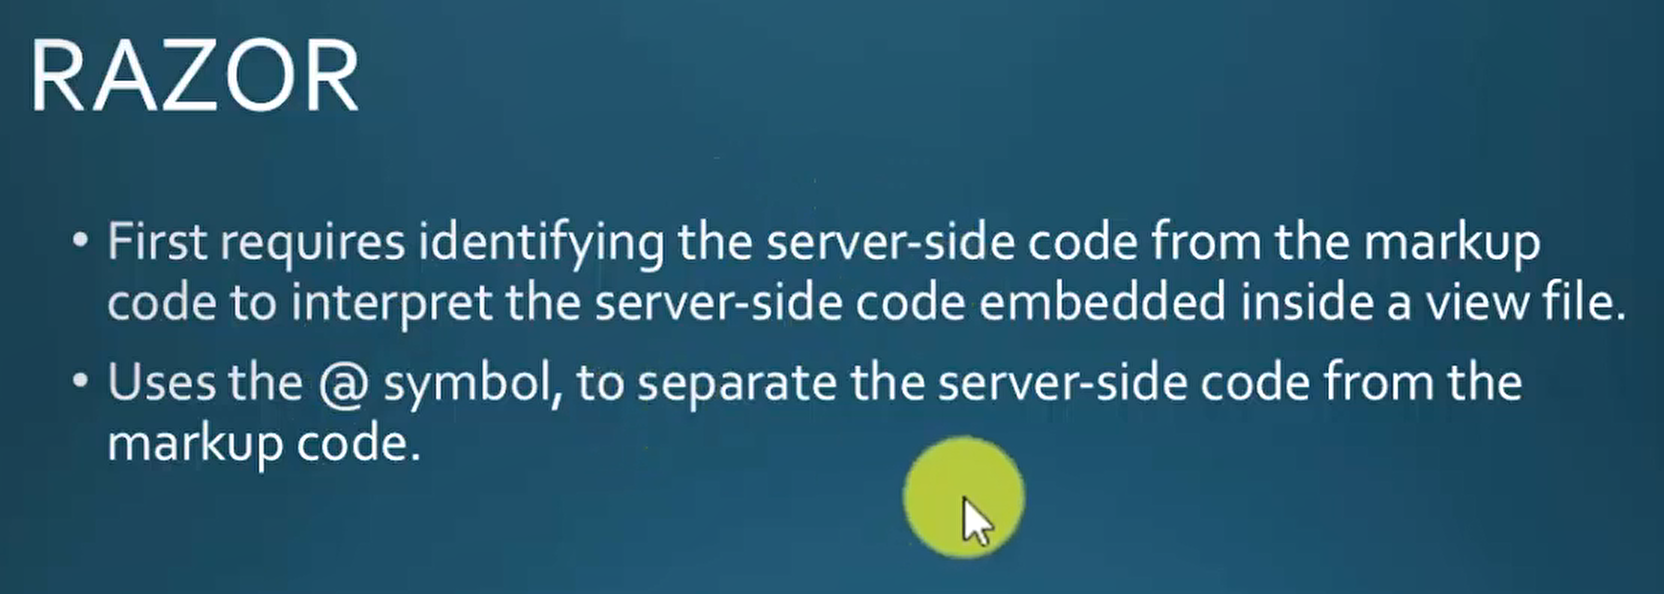 RAZOR
• First requires identifying the server-side code from the markup
code to interpret the server-side code embedded inside a view file.
• Uses the @ symbol, to separate the server-side code from the
markup code.